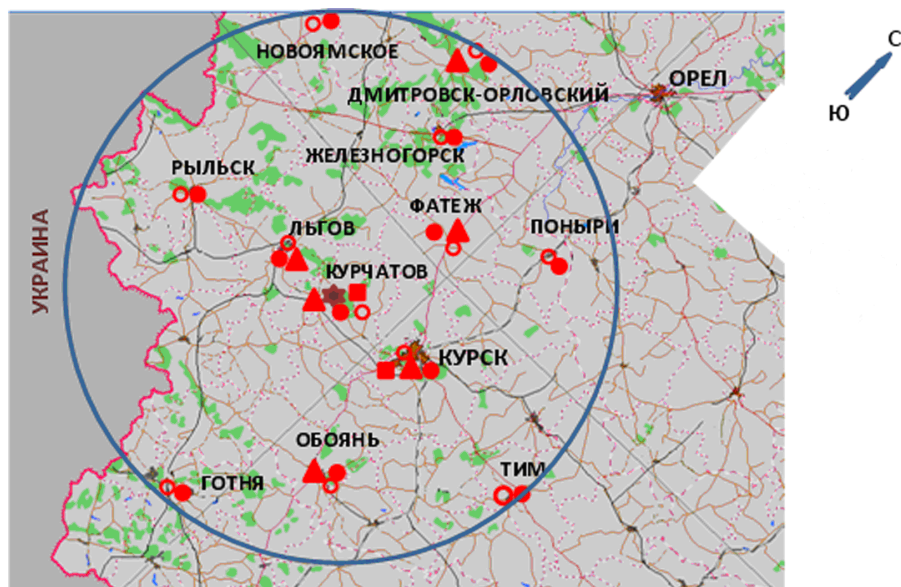 НОВОЯМСКОЕ
С
ОРЕЛ
ДМИТРОВСК-ОРЛОВСКИЙ
Ю
ЖЕЛЕЗНОГОРСК
РЫЛЬСК
ФАТЕЖ
ПОНЫРИ
ЛЬГОВ
УКРАИНА
КУРЧАТОВ
КУРСК
ОБОЯНЬ
ТИМ
ГОТНЯ